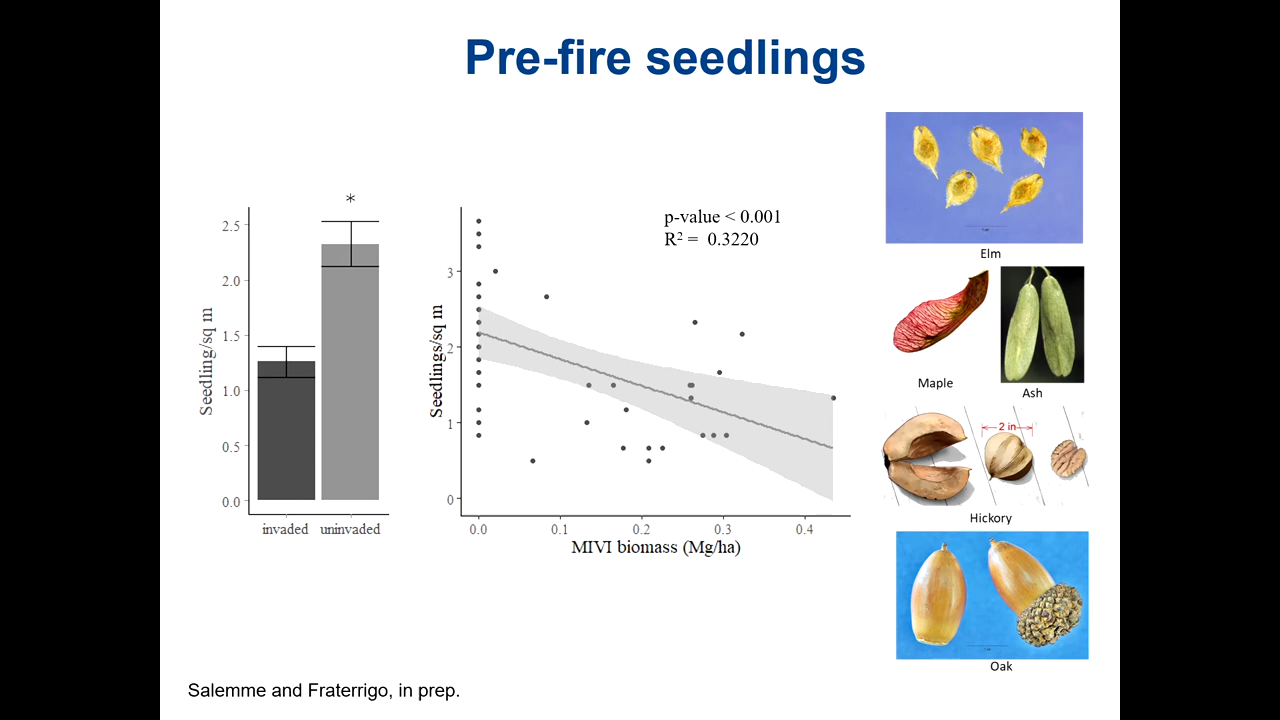 Pre-fire seedlings
*
Seedling/sq m
2.5
2.0
1.5
1.0
0.5
0.0
invaded uninvaded
p-value < 0.001
R² = 0.3220
Seedlings/sq m
3
2
1
0
0.0 0.1 0.2 0.3 0.4
MIVI biomass (Mg/ha)
Elm
Maple
Ash
2 in
Hickory
Oak
Salemme and Fraterrigo, in prep.